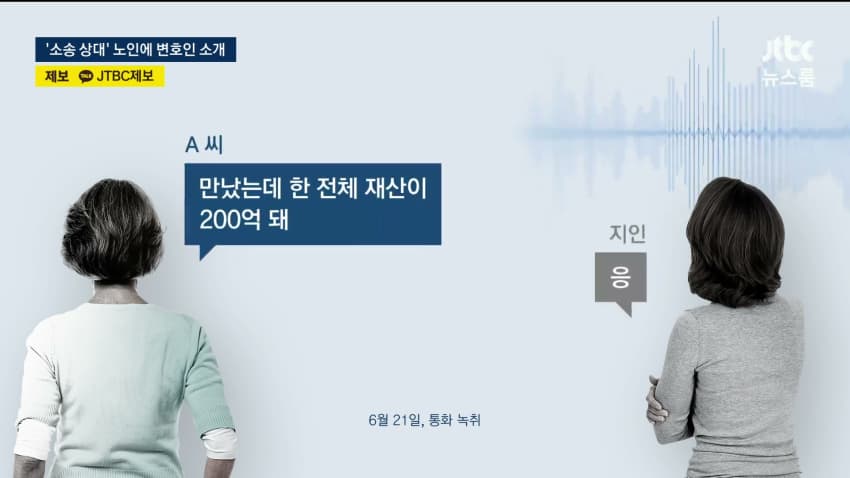 '소송 상대' 노인에 변호인 소개
제보 TALK JTBC제보
jtbc
뉴스룸
A 씨
만났는데 한 전체 재산이
200억 돼
지인
응
6월 21일, 통화 녹취